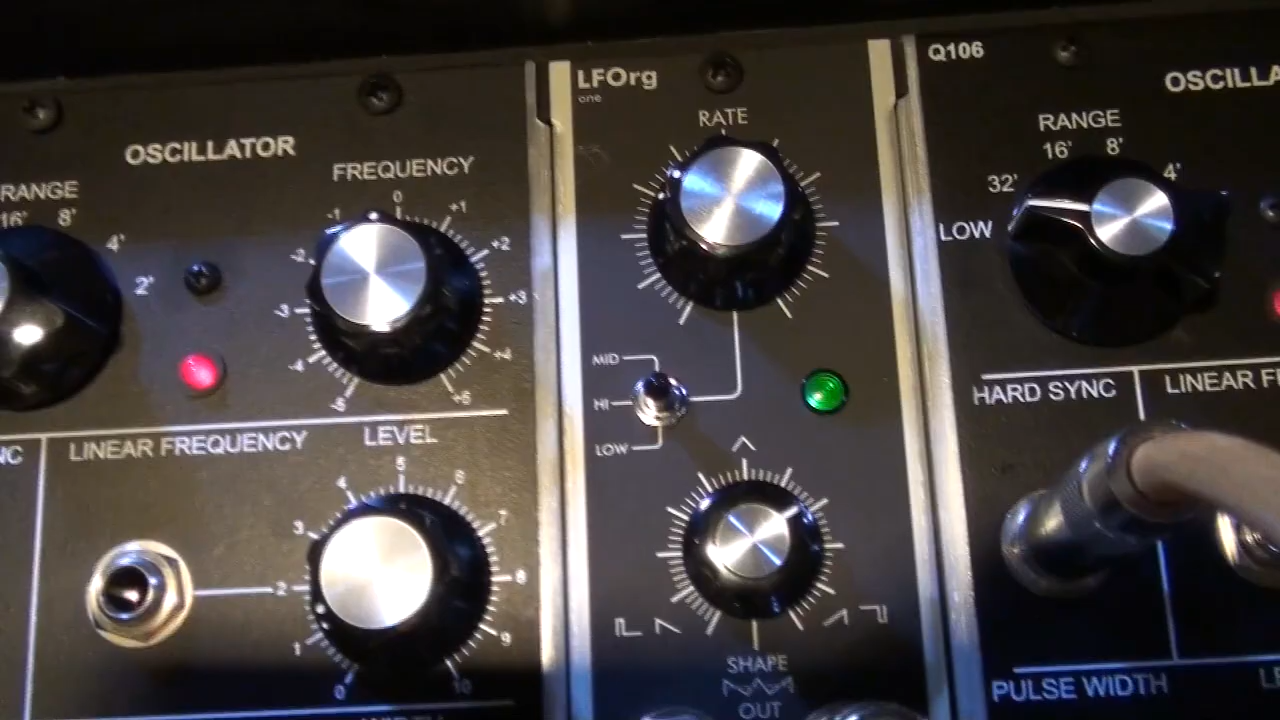 OSCILLATOR
RANGE
16' 8'
4'
2'
FREQUENCY
-5 -4 -3 -2 -1 0 +1 +2 +3 +4 +5
LINEAR FREQUENCY
LEVEL
0 1 2 3 4 5 6 7 8 9 10
LFOrg
one
RATE
MID
HI
LOW
SHAPE
OUT
Q106
RANGE
LOW 32' 16' 8' 4'
HARD SYNC
PULSE WIDTH